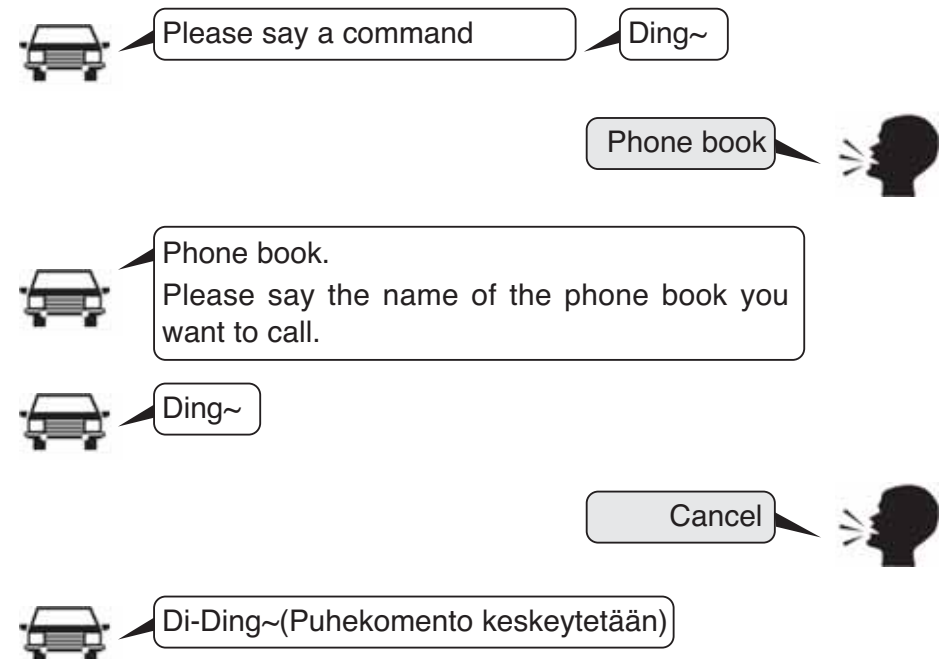 Please say a command
Ding~
Phone book
Phone book.
Please say the name of the phone book you
want to call.
Ding~
Cancel
Di-Ding~(Puhekomento keskeytetään)